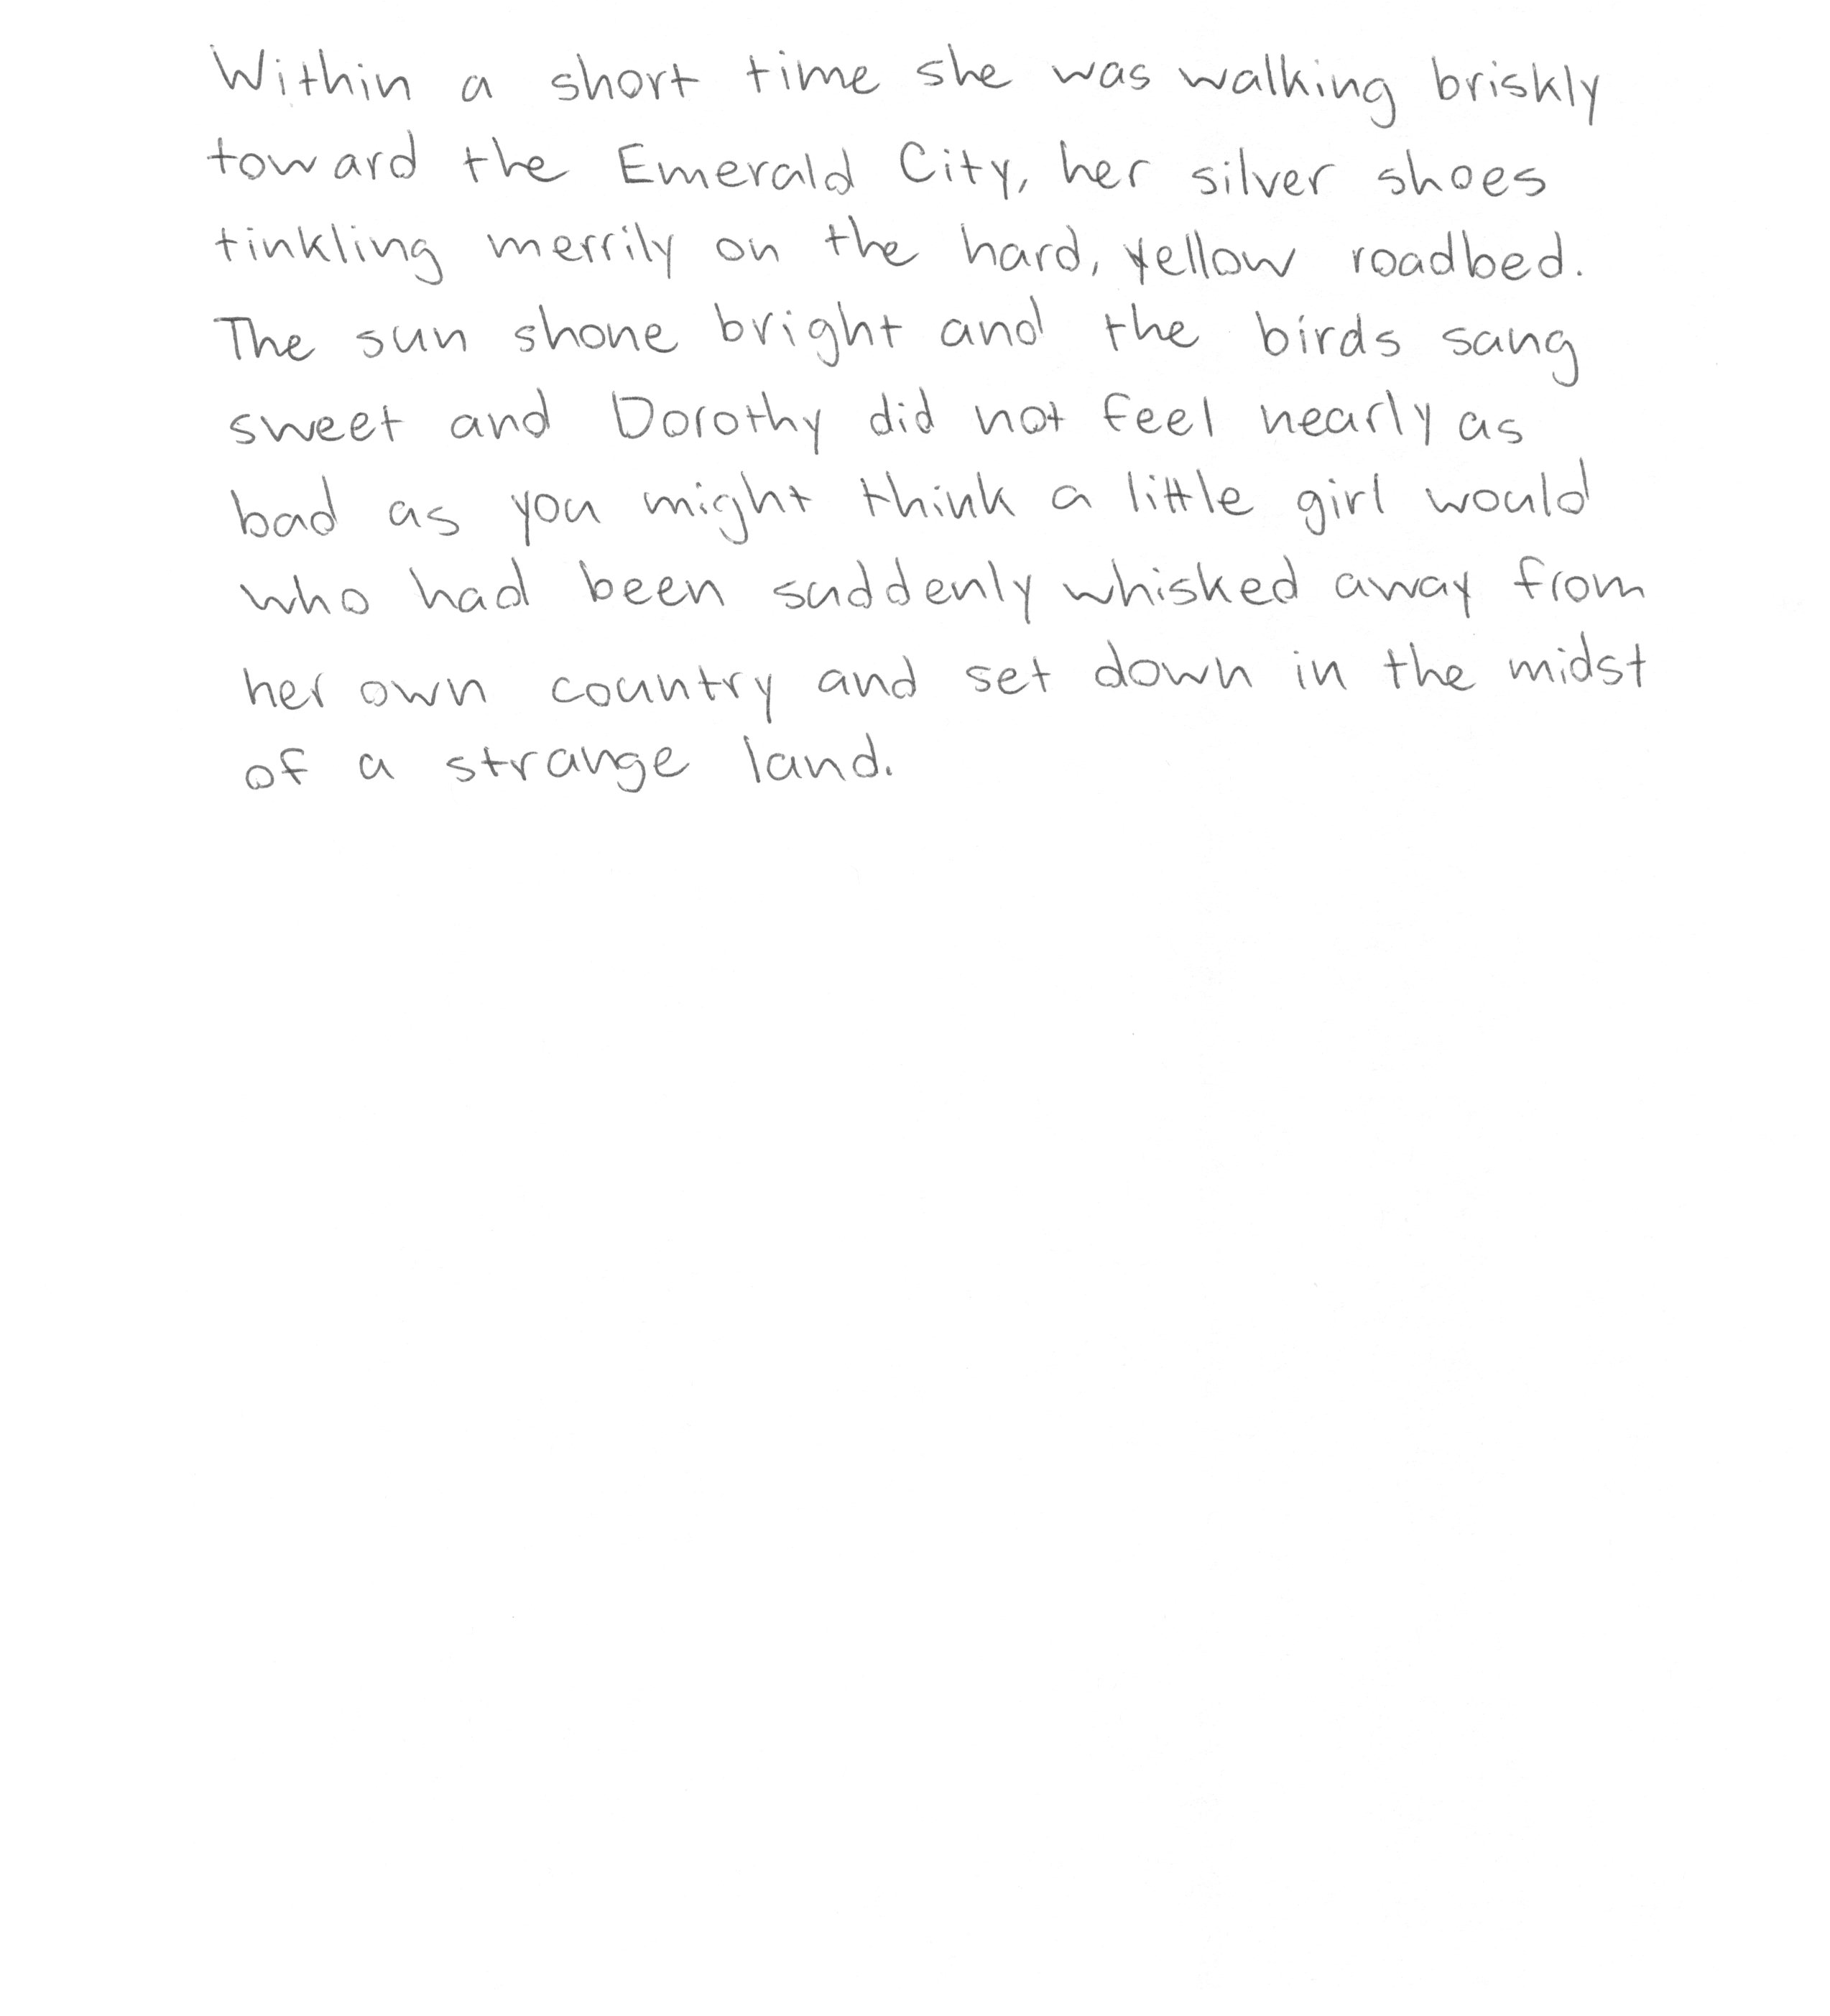 Within a short time she was walking briskly
toward the Emerald City, her silver shoes
tinkling merrily on the hard, yellow roadbed.
The sun shone bright and the birds sang
sweet and Dorothy did not feel nearly as
bad as you might think a little girl would
who had been suddenly whisked away from
her own country and set down in the midst
of a strange land.